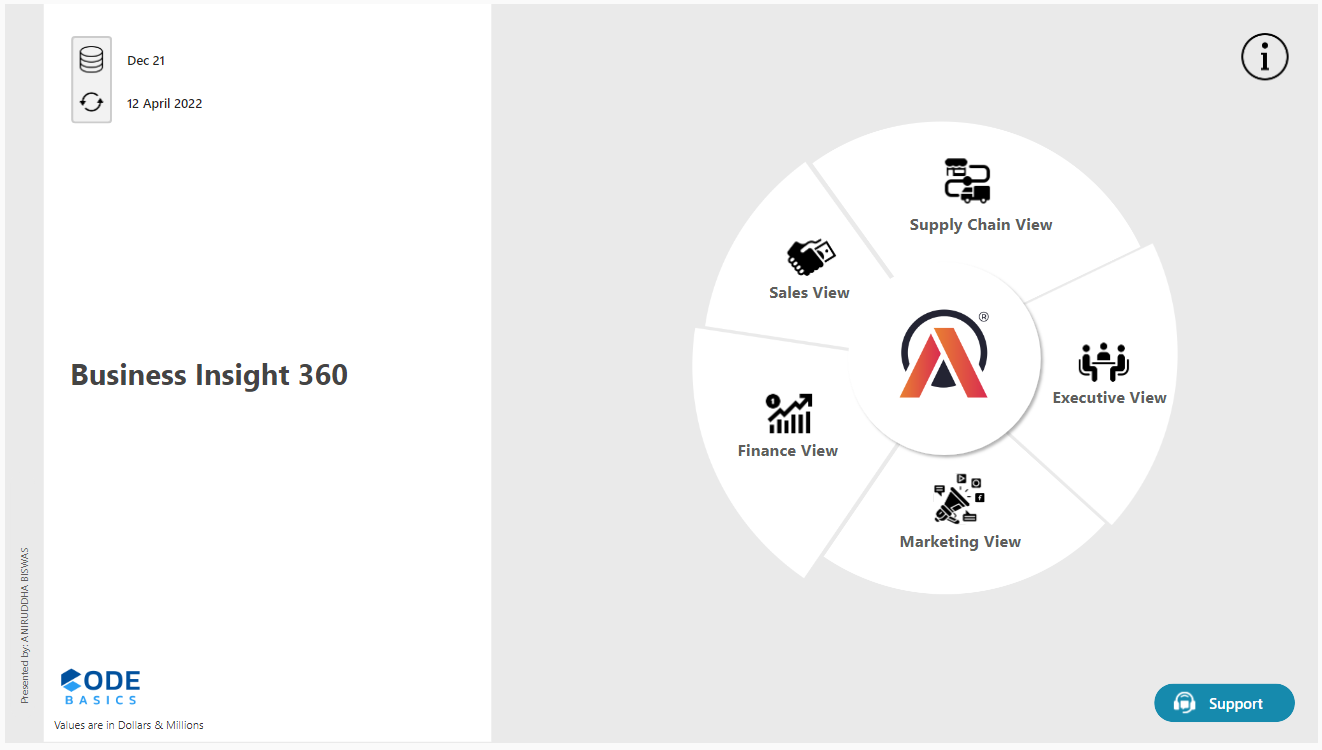 Dec 21
12 April 2022
Business Insight 360
Presented by: ANIRUDDHA BISWAS
CODE
BASICS
Values are in Dollars & Millions
i
Supply Chain View
Sales View
®
Executive View
Finance View
Marketing View
Support